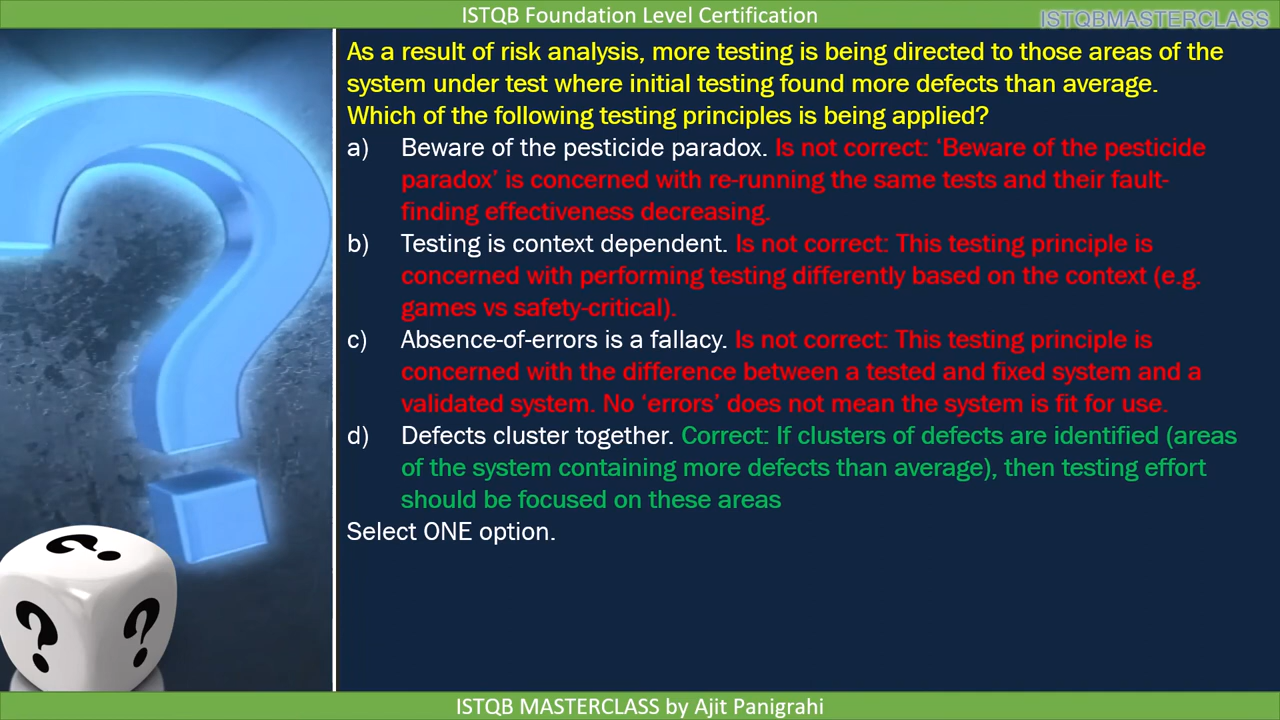 ISTQB Foundation Level Certification
ISTQBMASTERCLASS
As a result of risk analysis, more testing is being directed to those areas of the
system under test where initial testing found more defects than average.
Which of the following testing principles is being applied?
a) Beware of the pesticide paradox. Is not correct: ‘Beware of the pesticide
paradox’ is concerned with re-running the same tests and their fault-
finding effectiveness decreasing.
b) Testing is context dependent. Is not correct: This testing principle is
concerned with performing testing differently based on the context (e.g.
games vs safety-critical).
c) Absence-of-errors is a fallacy. Is not correct: This testing principle is
concerned with the difference between a tested and fixed system and a
validated system. No ‘errors’ does not mean the system is fit for use.
d) Defects cluster together. Correct: If clusters of defects are identified (areas
of the system containing more defects than average), then testing effort
should be focused on these areas
Select ONE option.
ISTQB MASTERCLASS by Ajit Panigrahi